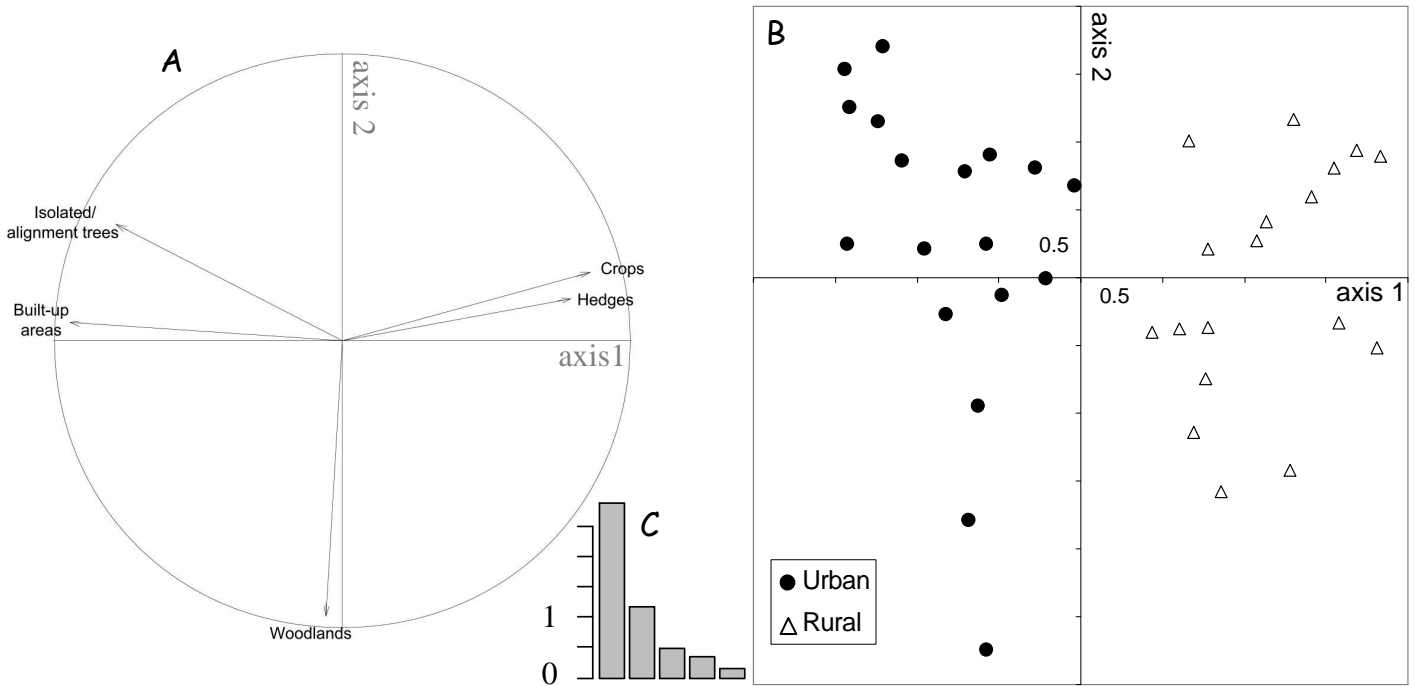 A
axis 2
Isolated/
alignment trees
Built-up
areas
Crops
Hedges
axis1
Woodlands
C
1
0
B
axis 2
0.5
0.5
axis 1
Urban
Rural